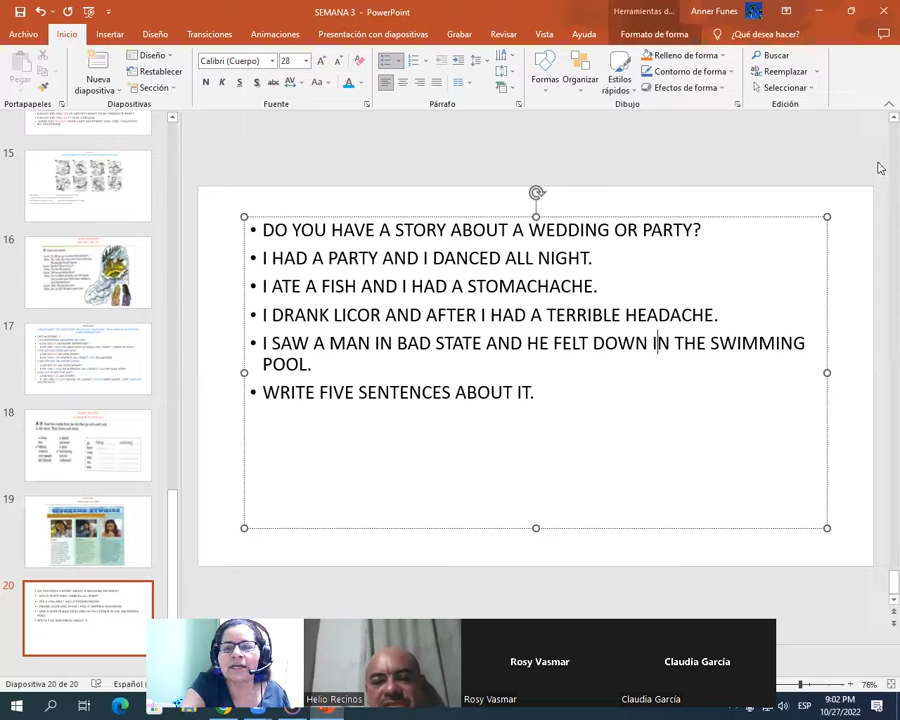 SEMANA 3 - PowerPoint
Herramientas d...
Anner Funes
Archivo Inicio Insertar Diseño Transiciones Animaciones Presentación con diapositivas Grabar Revisar Vista Ayuda Formato de forma ¿Qué desea hacer?
Pegar
Nueva diapositiva
Diseño
Restablecer
Sección
Calibri (Cuerpo) 28
N K S abc AV Aa A
Formas
Organizar
Estilos rápidos
Relleno de forma
Contorno de forma
Efectos de forma
Buscar
Reemplazar
Seleccionar
Portapapeles Diapositivas Fuente Párrafo Dibujo Edición
15
16
17
18
19
20
• DO YOU HAVE A STORY ABOUT A WEDDING OR PARTY?
• I HAD A PARTY AND I DANCED ALL NIGHT.
• I ATE A FISH AND I HAD A STOMACHACHE.
• I DRANK LICOR AND AFTER I HAD A TERRIBLE HEADACHE.
• I SAW A MAN IN BAD STATE AND HE FELT DOWN IN THE SWIMMING
POOL.
• WRITE FIVE SENTENCES ABOUT IT.
Helio Recinos
Rosy Vasmar
Rosy Vasmar
Claudia García
Claudia García
Diapositiva 20 de 20 Español
76%
ESP
9:02 PM
10/27/2022